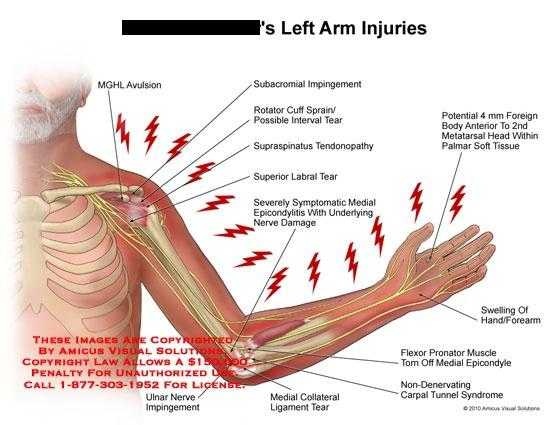 's Left Arm Injuries
MGHL Avulsion
Subacromial Impingement
Rotator Cuff Sprain/
Possible Interval Tear
Supraspinatus Tendonopathy
Superior Labral Tear
Severely Symptomatic Medial
Epicondylitis With Underlying
Nerve Damage
Potential 4 mm Foreign
Body Anterior To 2nd
Metatarsal Head Within
Palmar Soft Tissue
Swelling Of
Hand/Forearm
Flexor Pronator Muscle
Torn Off Medial Epicondyle
Non-Denervating
Carpal Tunnel Syndrome
Medial Collateral
Ligament Tear
Ulnar Nerve
Impingement
These Images Are Copyrighted
By Amicus Visual Solutions.
Copyright Law Allows A $150,000
Penalty For Unauthorized Use.
Call 1-877-303-1952 For License.
© 2010 Amicus Visual Solutions